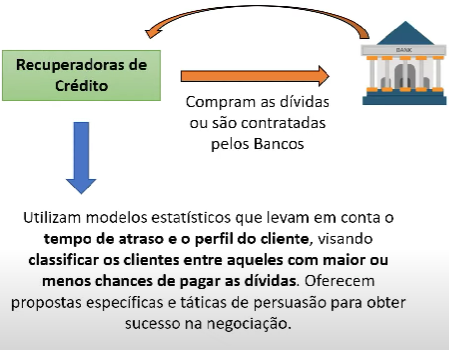 BANK
Recuperadoras de
Crédito
Compram as dívidas
ou são contratadas
pelos Bancos
Utilizam modelos estatísticos que levam em conta o
tempo de atraso e o perfil do cliente, visando
classificar os clientes entre aqueles com maior ou
menos chances de pagar as dívidas. Oferecem
propostas específicas e táticas de persuasão para obter
sucesso na negociação.